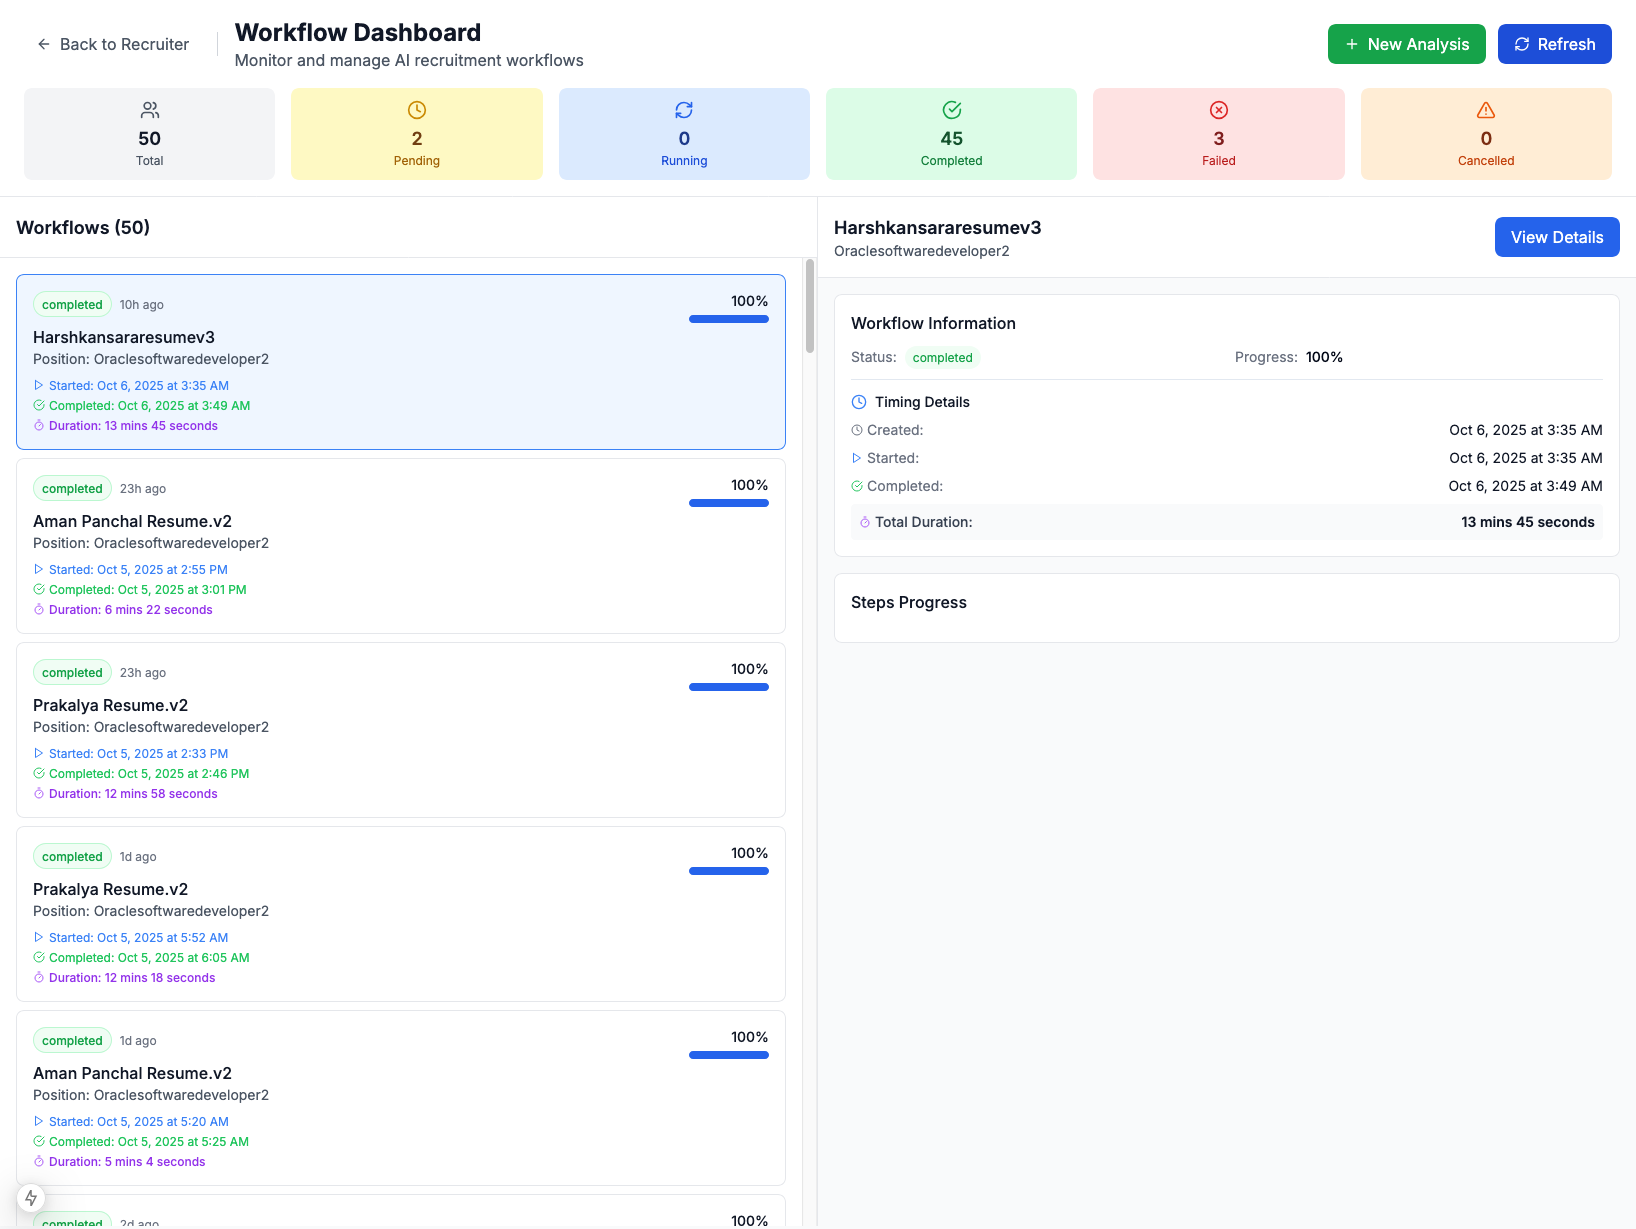 Back to Recruiter
Workflow Dashboard
Monitor and manage AI recruitment workflows
New Analysis
Refresh
50
Total
2
Pending
0
Running
45
Completed
3
Failed
0
Cancelled
Workflows (50)
completed 10h ago 100%
Harshkansararesumev3
Position: Oraclesoftwaredeveloper2
Started: Oct 6, 2025 at 3:35 AM
Completed: Oct 6, 2025 at 3:49 AM
Duration: 13 mins 45 seconds
completed 23h ago 100%
Aman Panchal Resume.v2
Position: Oraclesoftwaredeveloper2
Started: Oct 5, 2025 at 2:55 PM
Completed: Oct 5, 2025 at 3:01 PM
Duration: 6 mins 22 seconds
completed 23h ago 100%
Prakalya Resume.v2
Position: Oraclesoftwaredeveloper2
Started: Oct 5, 2025 at 2:33 PM
Completed: Oct 5, 2025 at 2:46 PM
Duration: 12 mins 58 seconds
completed 1d ago 100%
Prakalya Resume.v2
Position: Oraclesoftwaredeveloper2
Started: Oct 5, 2025 at 5:52 AM
Completed: Oct 5, 2025 at 6:05 AM
Duration: 12 mins 18 seconds
completed 1d ago 100%
Aman Panchal Resume.v2
Position: Oraclesoftwaredeveloper2
Started: Oct 5, 2025 at 5:20 AM
Completed: Oct 5, 2025 at 5:25 AM
Duration: 5 mins 4 seconds
completed 2d ago 100%
Harshkansararesumev3
Oraclesoftwaredeveloper2
View Details
Workflow Information
Status: completed Progress: 100%
Timing Details
Created: Oct 6, 2025 at 3:35 AM
Started: Oct 6, 2025 at 3:35 AM
Completed: Oct 6, 2025 at 3:49 AM
Total Duration: 13 mins 45 seconds
Steps Progress